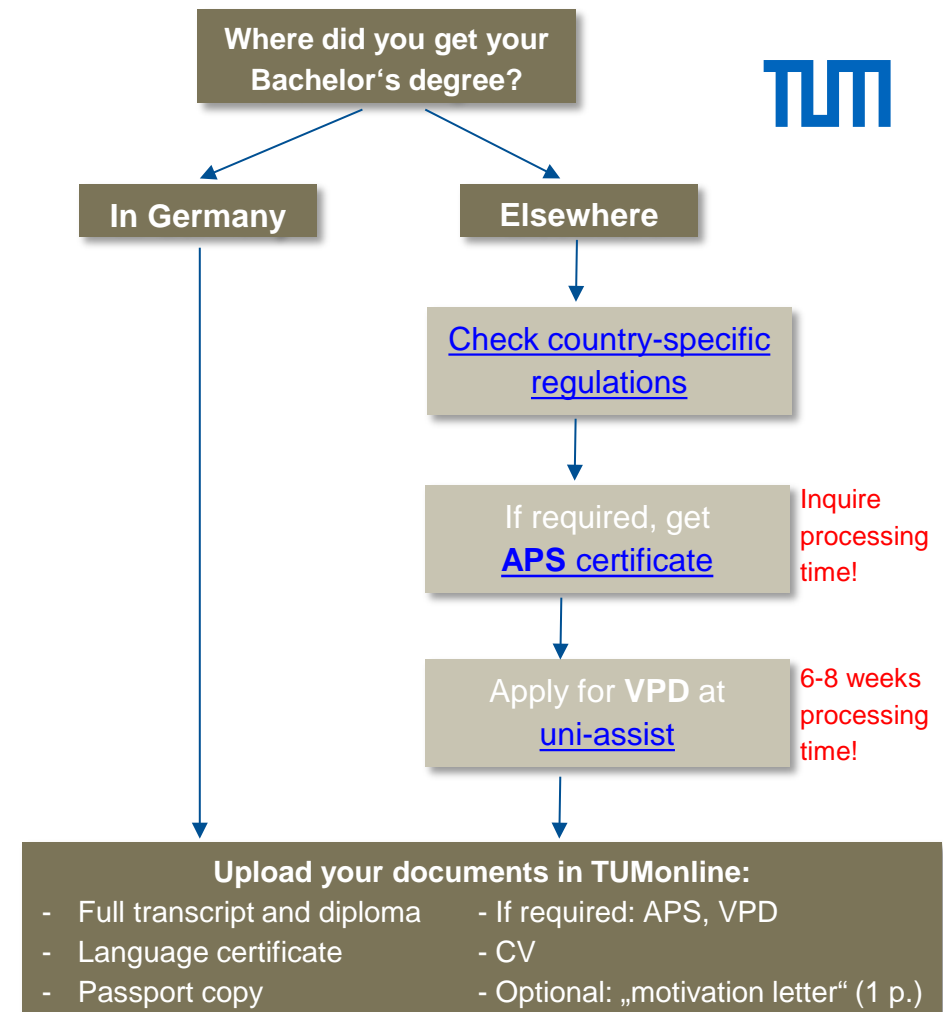 Where did you get your
Bachelor‘s degree?
TUM
In Germany
Elsewhere
Check country-specific
regulations
If required, get
APS certificate
Inquire
processing
time!
Apply for VPD at
uni-assist
6-8 weeks
processing
time!
Upload your documents in TUMonline:
- Full transcript and diploma
- Language certificate
- Passport copy
- If required: APS, VPD
- CV
- Optional: „motivation letter“ (1 p.)